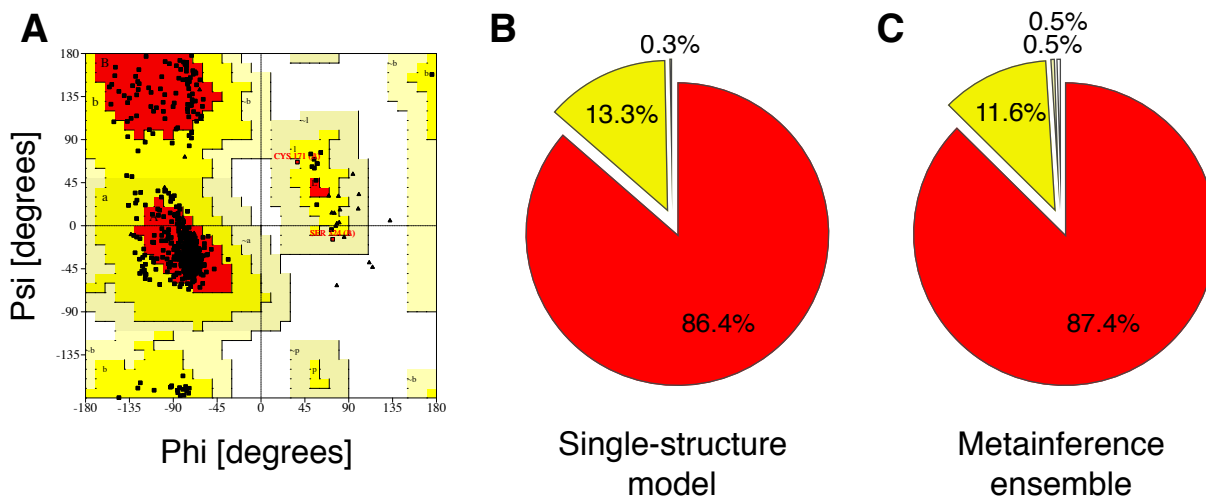 A
B
C
180
135
90
45
0
-45
-90
-135
-180
-135
-90
-45
0
45
90
135
180
Psi [degrees]
Phi [degrees]
B
b
~b
~b
b
~l
l
CYS 171 (A)
a
~a
~b
b
~p
p
~b
0.3%
13.3%
86.4%
Single-structure
model
0.5%
0.5%
11.6%
87.4%
Metainference
ensemble